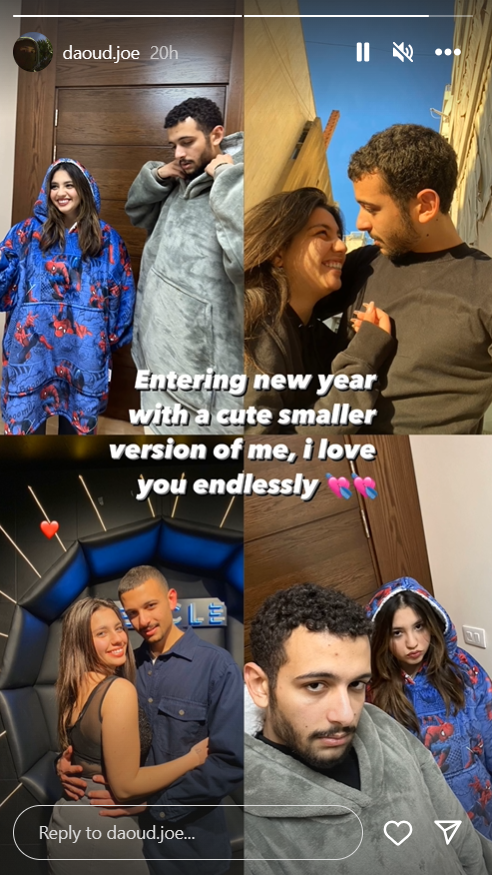 daoud.joe 20h
Entering new year
with a cute smaller
version of me, i love
you endlessly 💘💘
CLE
Reply to daoud.joe...